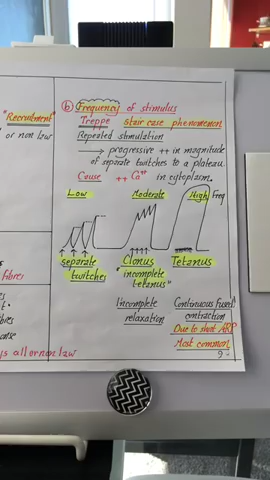 "Recruitment"
or non law
fibres
all or non law
(b) Frequency of stimulus
Treppe Stair case phenomenon
Repeated stimulation
→ progressive ++ in magnitude
of separate twitches to a plateau.
Cause ++ Ca++ in cytoplasm.
Low Moderate High Freq
separate twitches
Clonus
"incomplete tetanus"
Tetanus
Incomplete relaxation
Continuous fused contraction
Due to short ARP
Most common